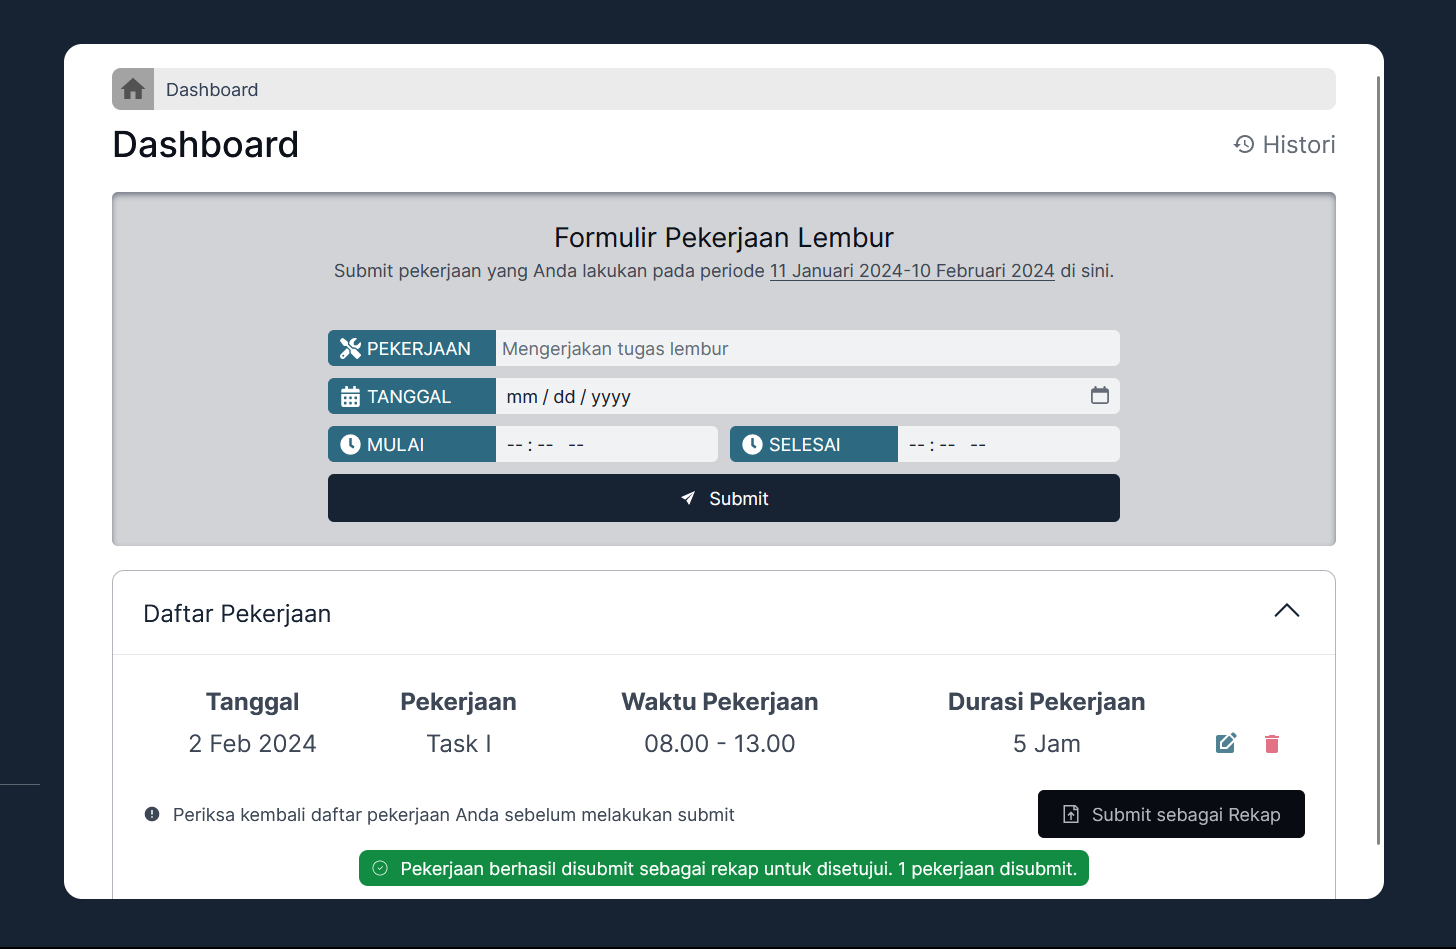 Dashboard
Dashboard
Histori
Formulir Pekerjaan Lembur
Submit pekerjaan yang Anda lakukan pada periode 11 Januari 2024-10 Februari 2024 di sini.
PEKERJAAN Mengerjakan tugas lembur
TANGGAL mm / dd / yyyy
MULAI -- : -- -- SELESAI -- : -- --
Submit
Daftar Pekerjaan
Tanggal Pekerjaan Waktu Pekerjaan Durasi Pekerjaan
2 Feb 2024 Task I 08.00 - 13.00 5 Jam
Periksa kembali daftar pekerjaan Anda sebelum melakukan submit
Submit sebagai Rekap
Pekerjaan berhasil disubmit sebagai rekap untuk disetujui. 1 pekerjaan disubmit.